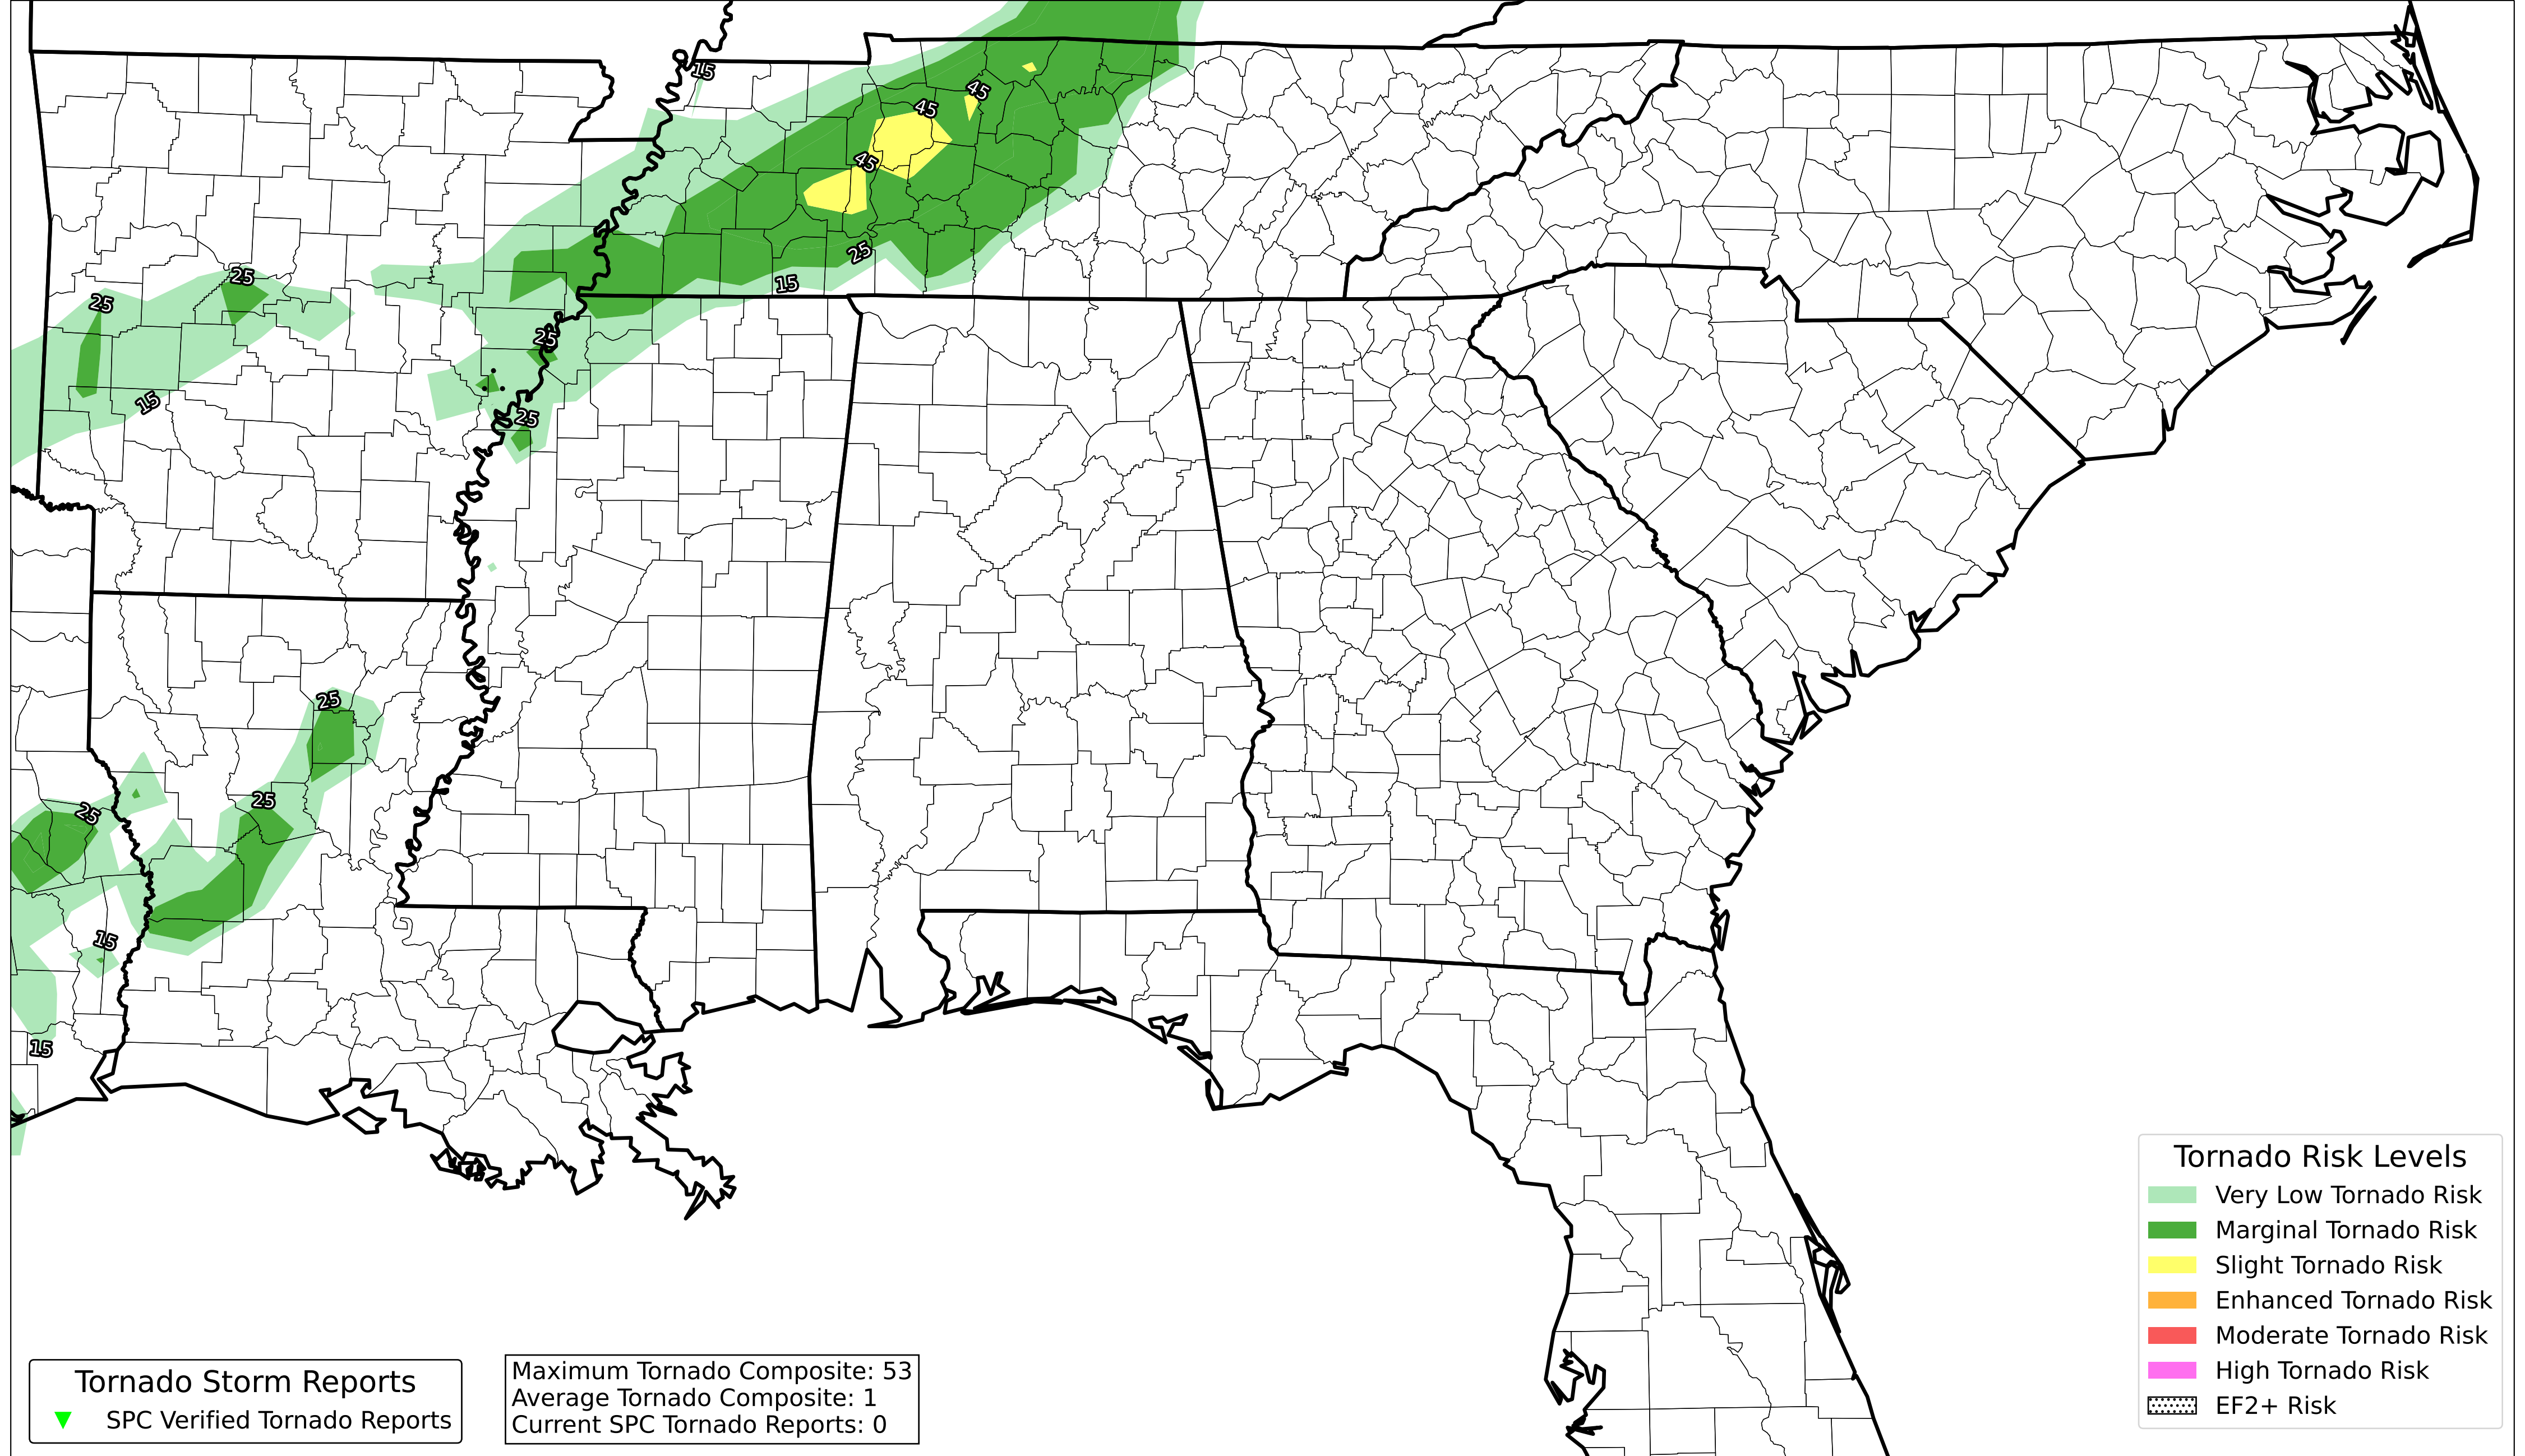 15
45
45
45
25
15
25
25
25
15
25
25
25
25
15
15
Tornado Risk Levels
Very Low Tornado Risk
Marginal Tornado Risk
Slight Tornado Risk
Enhanced Tornado Risk
Moderate Tornado Risk
High Tornado Risk
EF2+ Risk
Tornado Storm Reports
SPC Verified Tornado Reports
Maximum Tornado Composite: 53
Average Tornado Composite: 1
Current SPC Tornado Reports: 0